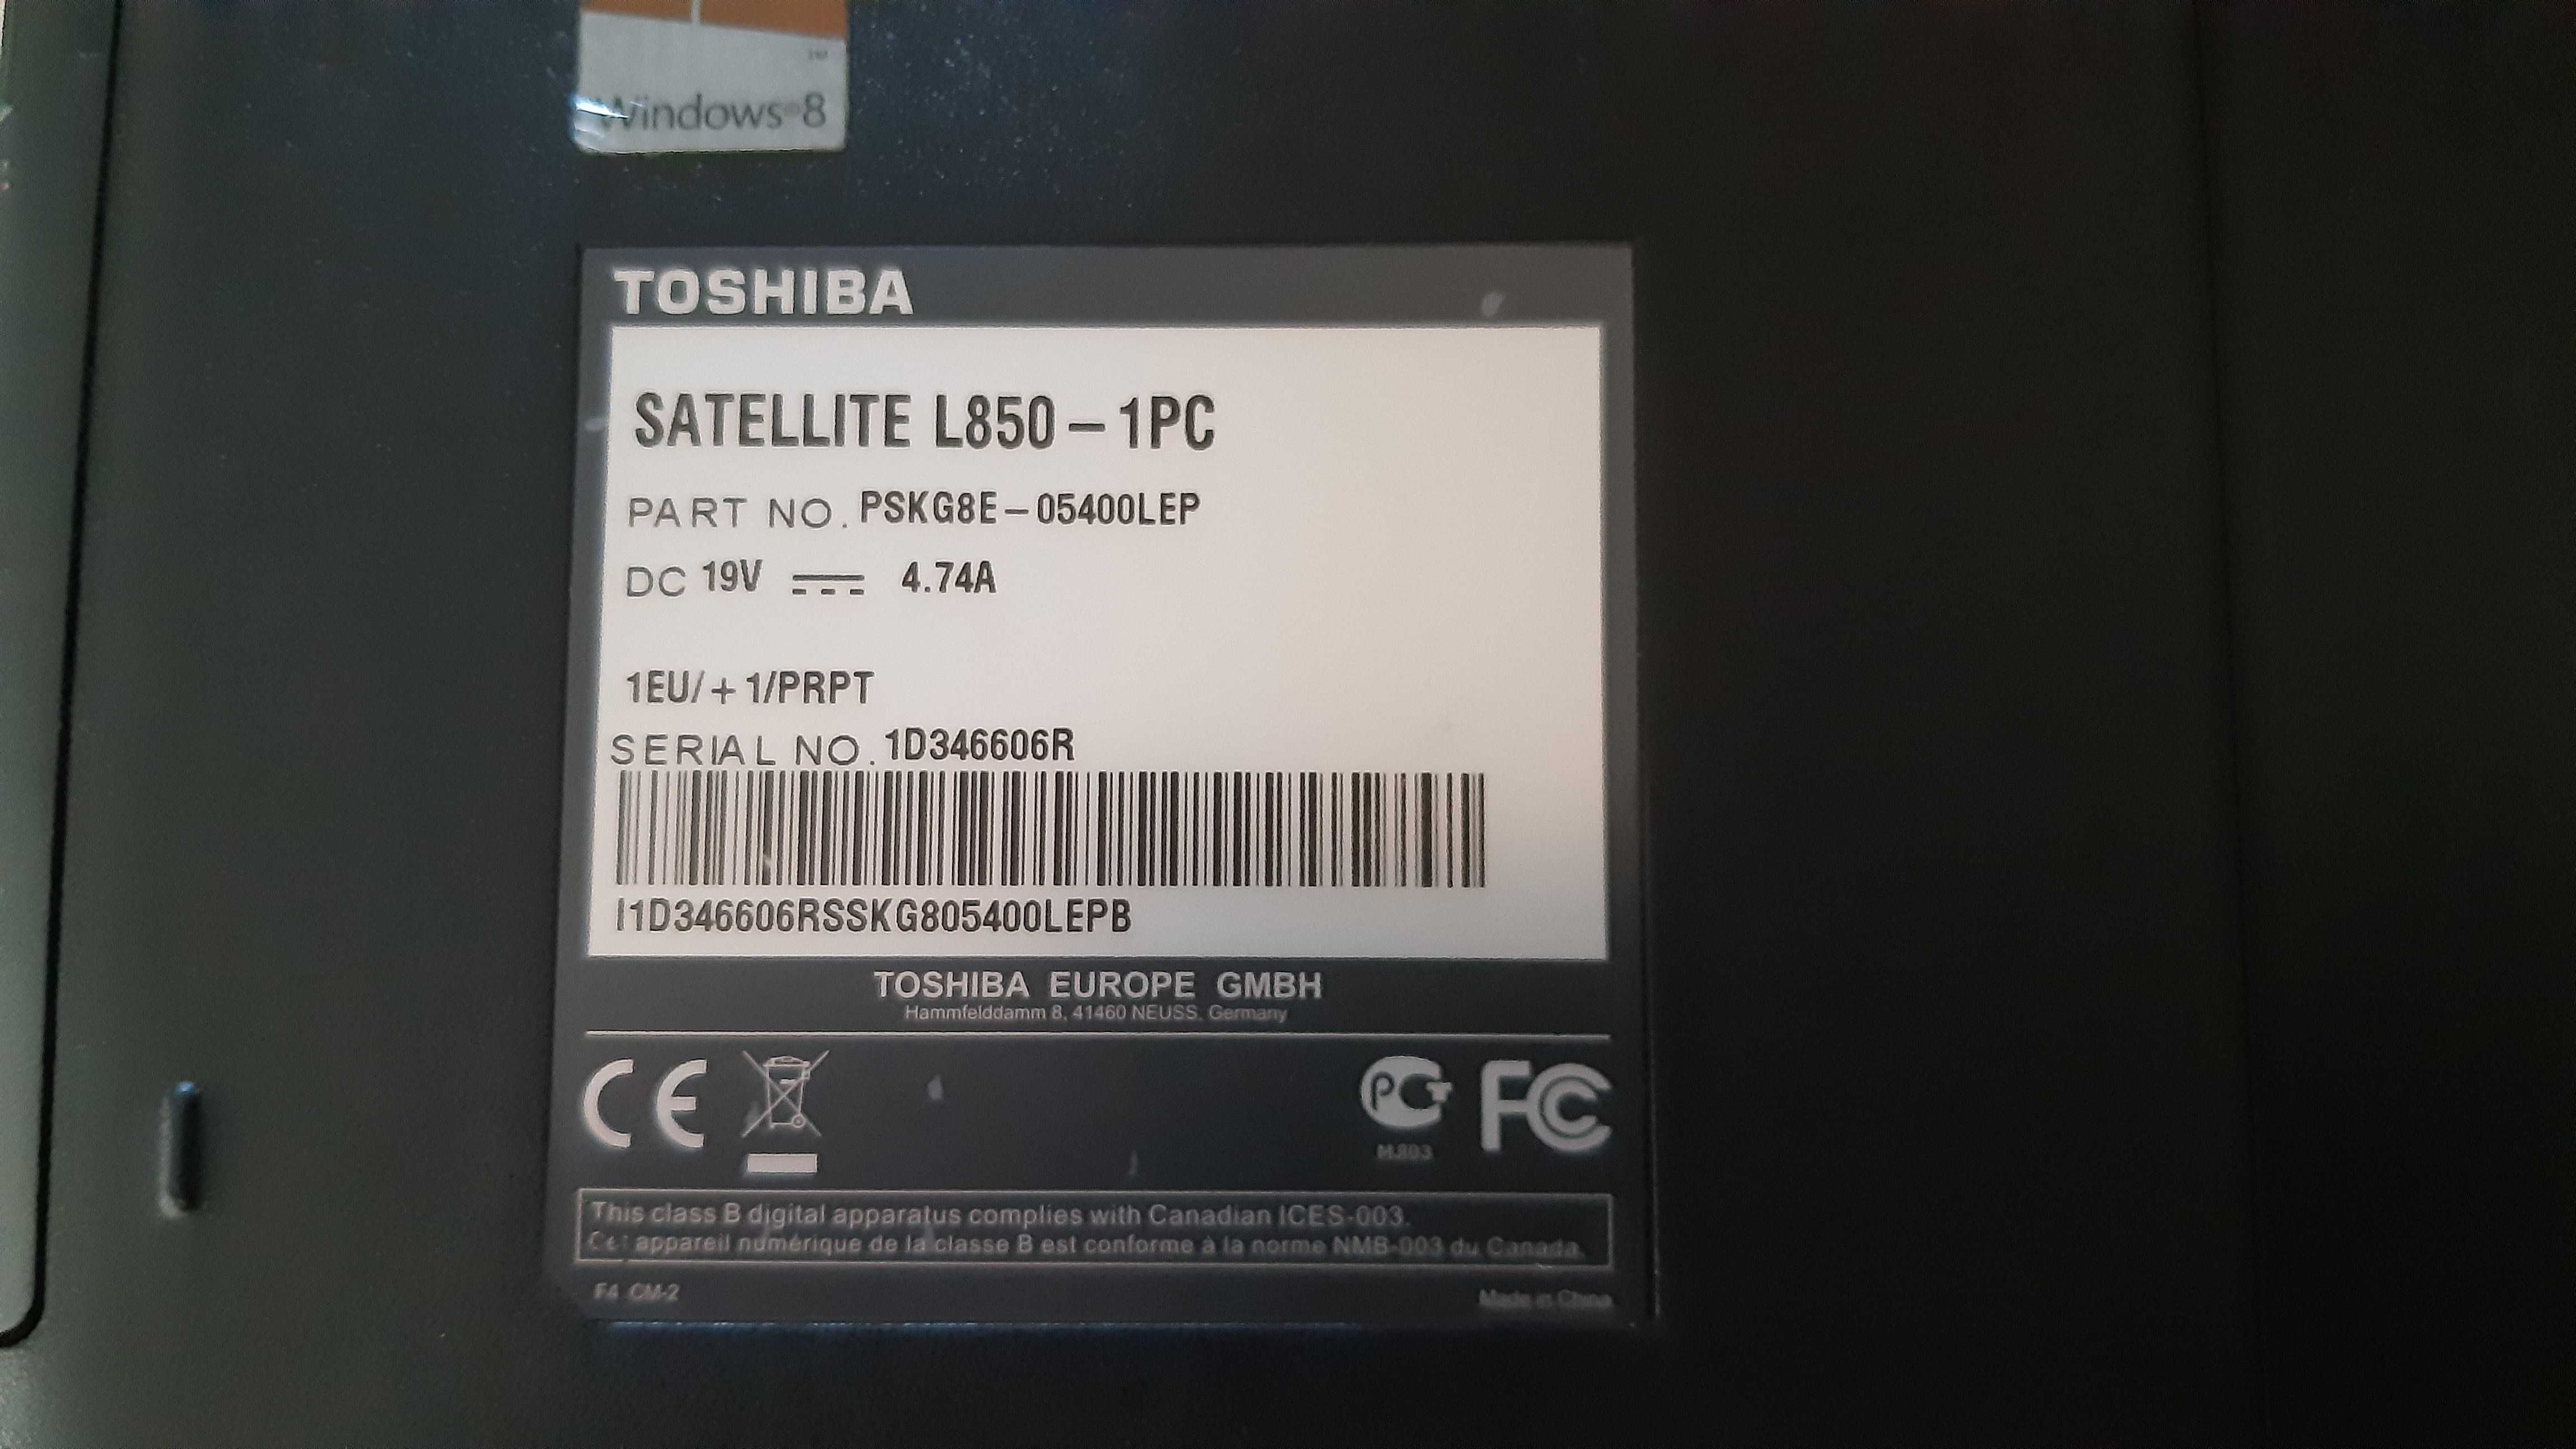 ™
Windows®8
TOSHIBA
SATELLITE L850-1PC
PART NO. PSKG8E-05400LEP
DC 19V 4.74A
1EU/+1/PRPT
SERIAL NO. 1D346606R
I1D346606RSSKG805400LEPB
TOSHIBA EUROPE GMBH
Hammfelddamm 8, 41460 NEUSS. Germany
CE
PCT FC
This class B digital apparatus complies with Canadian ICES-003.
Cet appareil numérique de la classe B est conforme à la norme NMB-003 du Canada.
F4 CM-2
Made in China